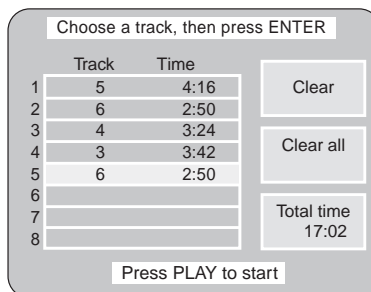 Choose a track, then press ENTER
Track Time
1 5 4:16
2 6 2:50
3 4 3:24
4 3 3:42
5 6 2:50
6
7
8
Clear
Clear all
Total time
17:02
Press PLAY to start